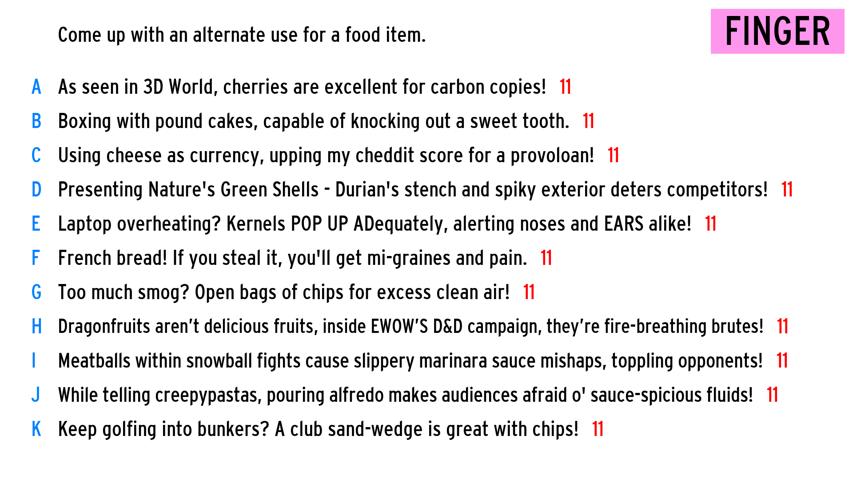 Come up with an alternate use for a food item.
FINGER
A As seen in 3D World, cherries are excellent for carbon copies! 11
B Boxing with pound cakes, capable of knocking out a sweet tooth. 11
C Using cheese as currency, upping my cheddit score for a provoloan! 11
D Presenting Nature's Green Shells - Durian's stench and spiky exterior deters competitors! 11
E Laptop overheating? Kernels POP UP ADequately, alerting noses and EARS alike! 11
F French bread! If you steal it, you'll get mi-graines and pain. 11
G Too much smog? Open bags of chips for excess clean air! 11
H Dragonfruits aren’t delicious fruits, inside EWOW’S D&D campaign, they’re fire-breathing brutes! 11
I Meatballs within snowball fights cause slippery marinara sauce mishaps, toppling opponents! 11
J While telling creepypastas, pouring alfredo makes audiences afraid o' sauce-spicious fluids! 11
K Keep golfing into bunkers? A club sand-wedge is great with chips! 11